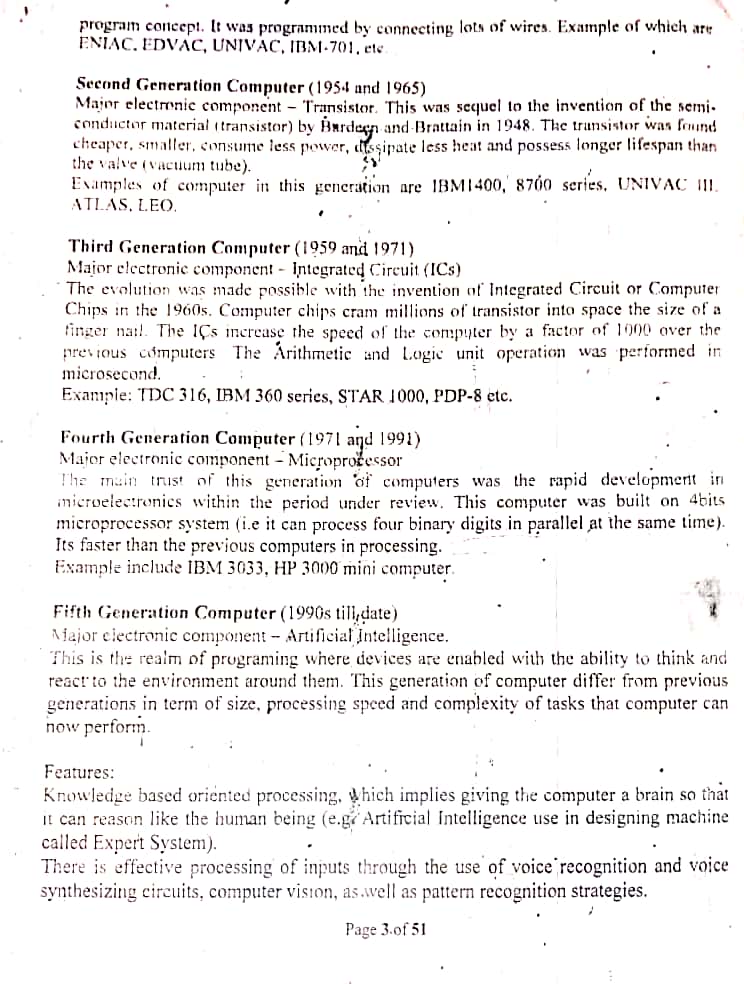 program concept. It was programmed by connecting lots of wires. Example of which are
ENIAC, EDVAC, UNIVAC, IBM-701, etc
Second Generation Computer (1954 and 1965)
Major electronic component – Transistor. This was sequel to the invention of the semi-
conductor material (transistor) by Bardeen and Brattain in 1948. The transistor was found
cheaper, smaller, consume less power, dissipate less heat and possess longer lifespan than
the valve (vacuum tube).
Examples of computer in this generation are IBM1400, 8700 series, UNIVAC III,
ATLAS, LEO.
Third Generation Computer (1959 and 1971)
Major electronic component - Integrated Circuit (ICs)
The evolution was made possible with the invention of Integrated Circuit or Computer
Chips in the 1960s. Computer chips cram millions of transistor into space the size of a
finger nail. The ICs increase the speed of the computer by a factor of 1000 over the
previous computers The Arithmetic and Logic unit operation was performed in
microsecond.
Example: TDC 316, IBM 360 series, STAR 1000, PDP-8 etc.
Fourth Generation Computer (1971 and 1991)
Major electronic component – Microprocessor
The main trust of this generation of computers was the rapid development in
microelectronics within the period under review. This computer was built on 4bits
microprocessor system (i.e it can process four binary digits in parallel at the same time).
Its faster than the previous computers in processing.
Example include IBM 3033, HP 3000 mini computer.
Fifth Generation Computer (1990s till date)
Major electronic component – Artificial Intelligence.
This is the realm of programing where devices are enabled with the ability to think and
react to the environment around them. This generation of computer differ from previous
generations in term of size, processing speed and complexity of tasks that computer can
now perform.
Features:
Knowledge based oriented processing, which implies giving the computer a brain so that
it can reason like the human being (e.g. Artificial Intelligence use in designing machine
called Expert System).
There is effective processing of inputs through the use of voice recognition and voice
synthesizing circuits, computer vision, as well as pattern recognition strategies.
Page 3 of 51